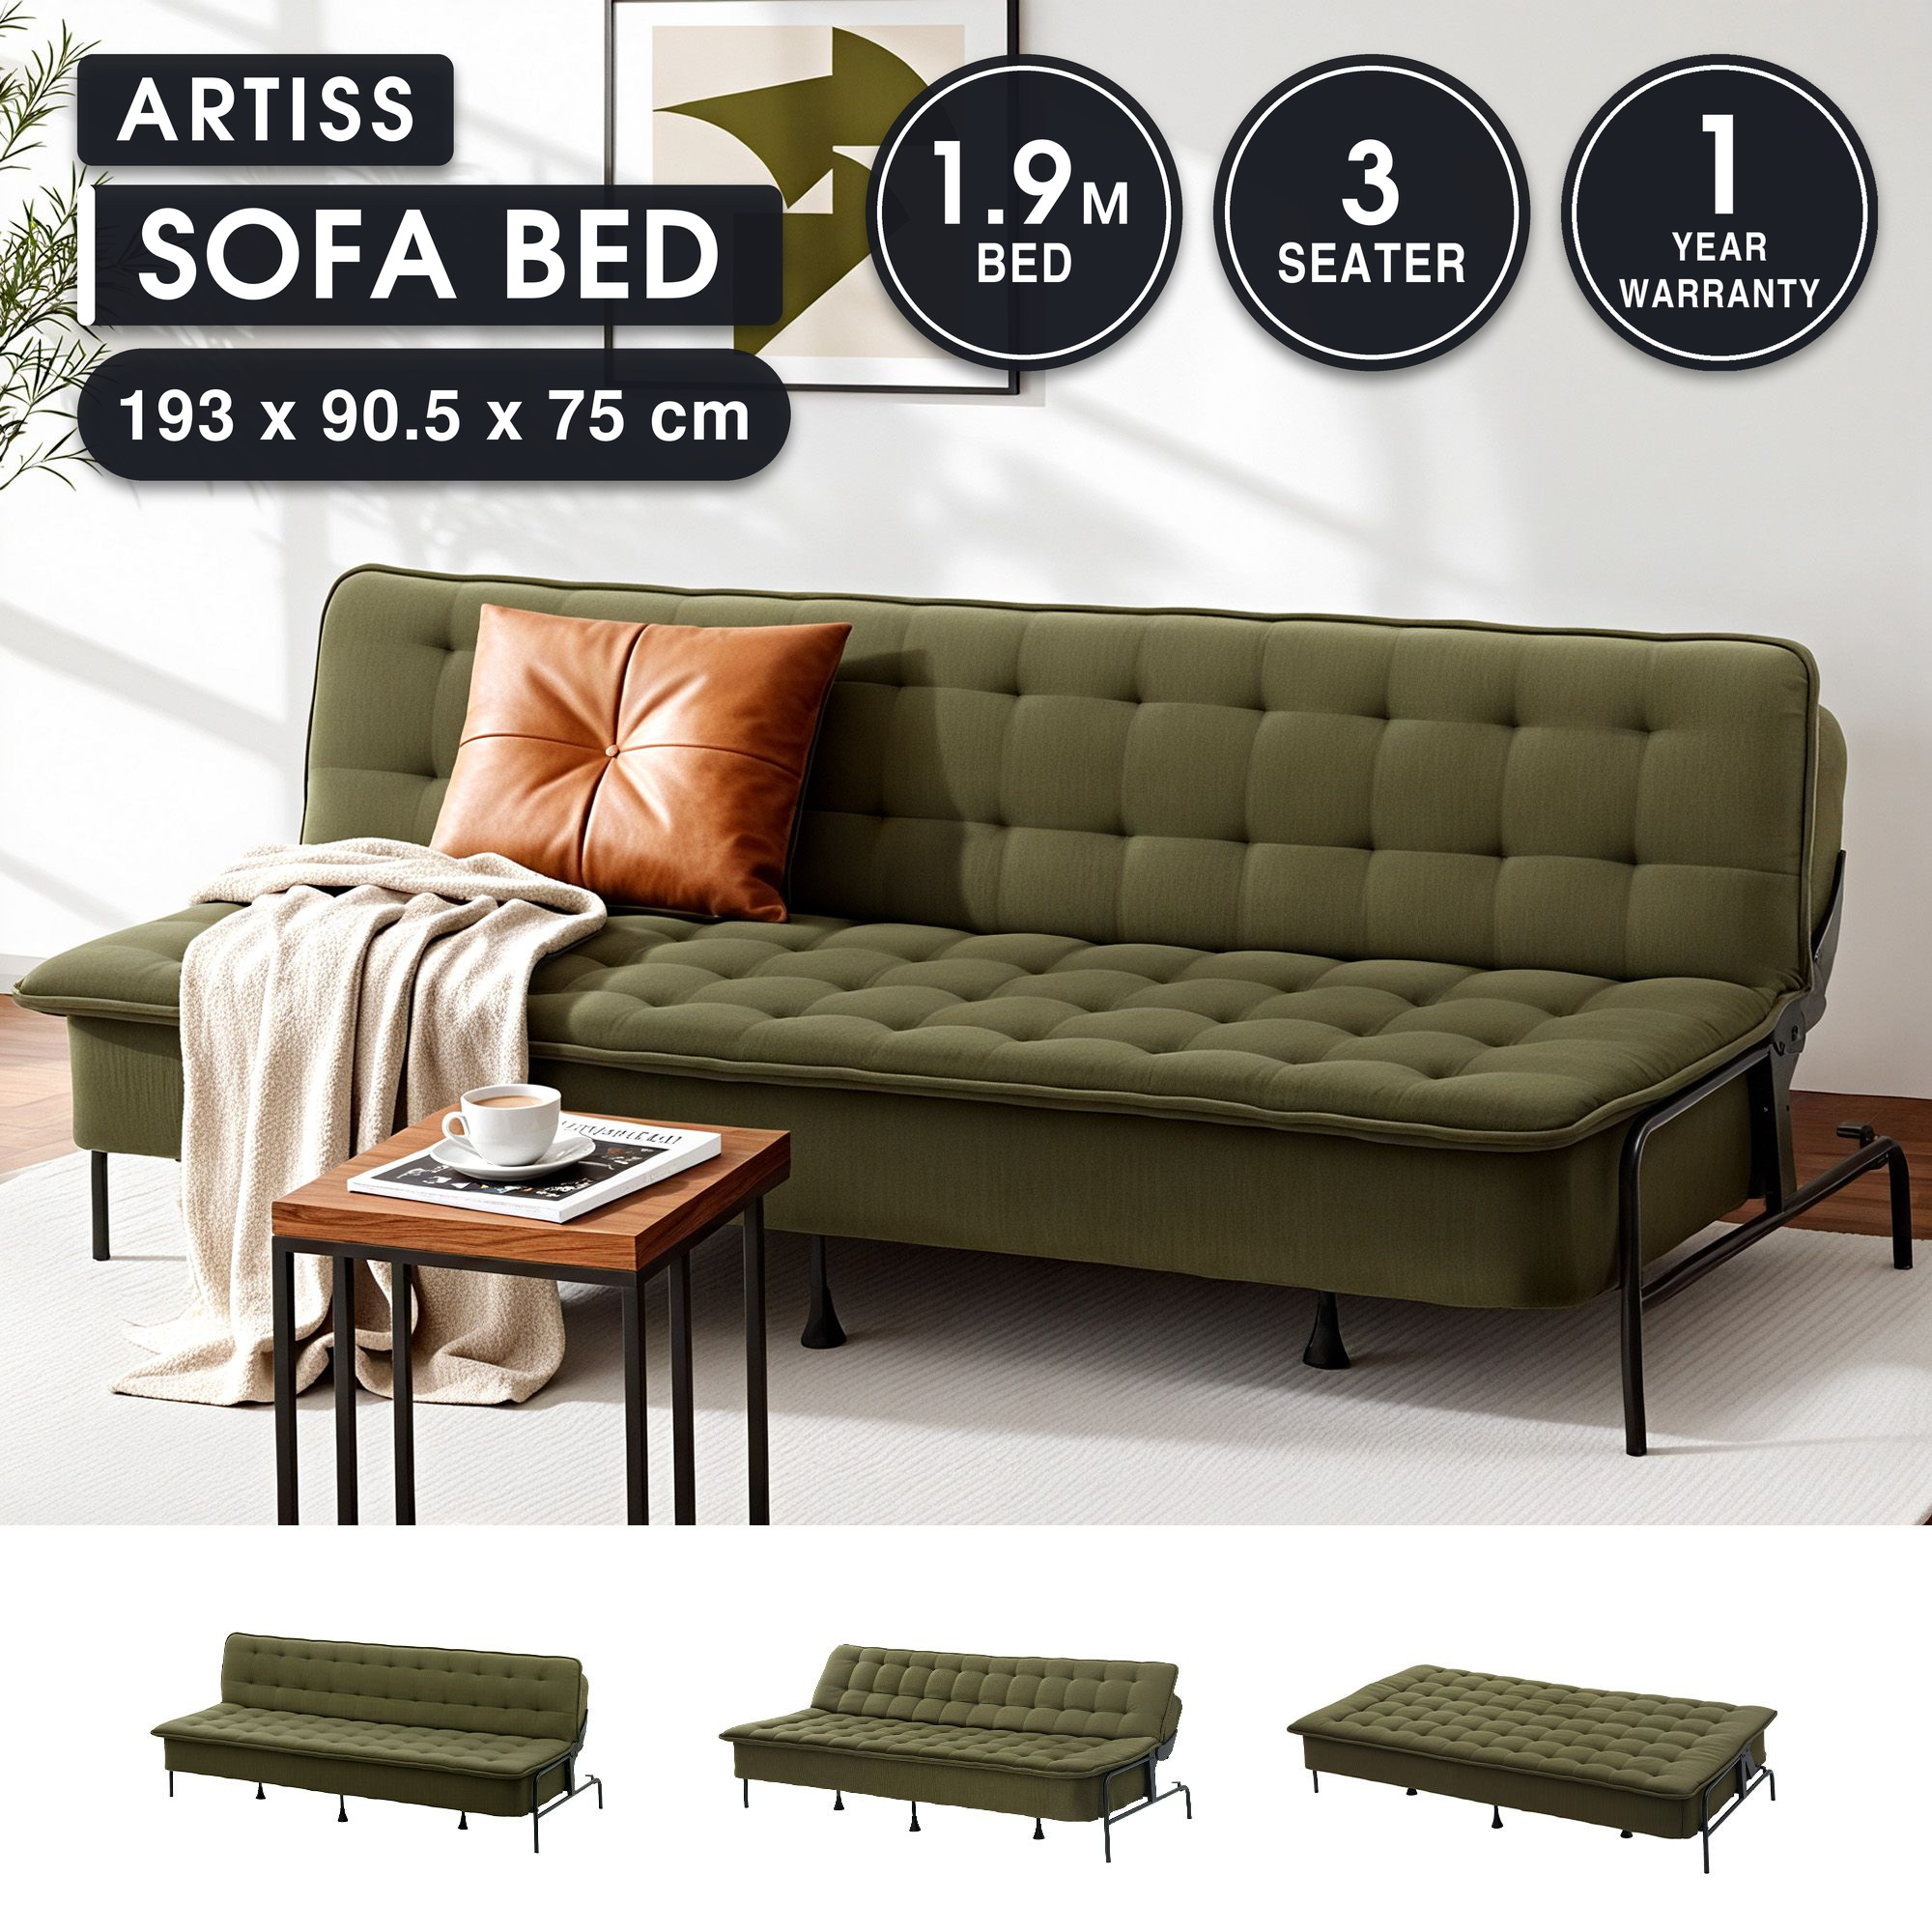 ARTISS
SOFA BED
193 x 90.5 x 75 cm
1.9M
BED
3
SEATER
1
YEAR
WARRANTY